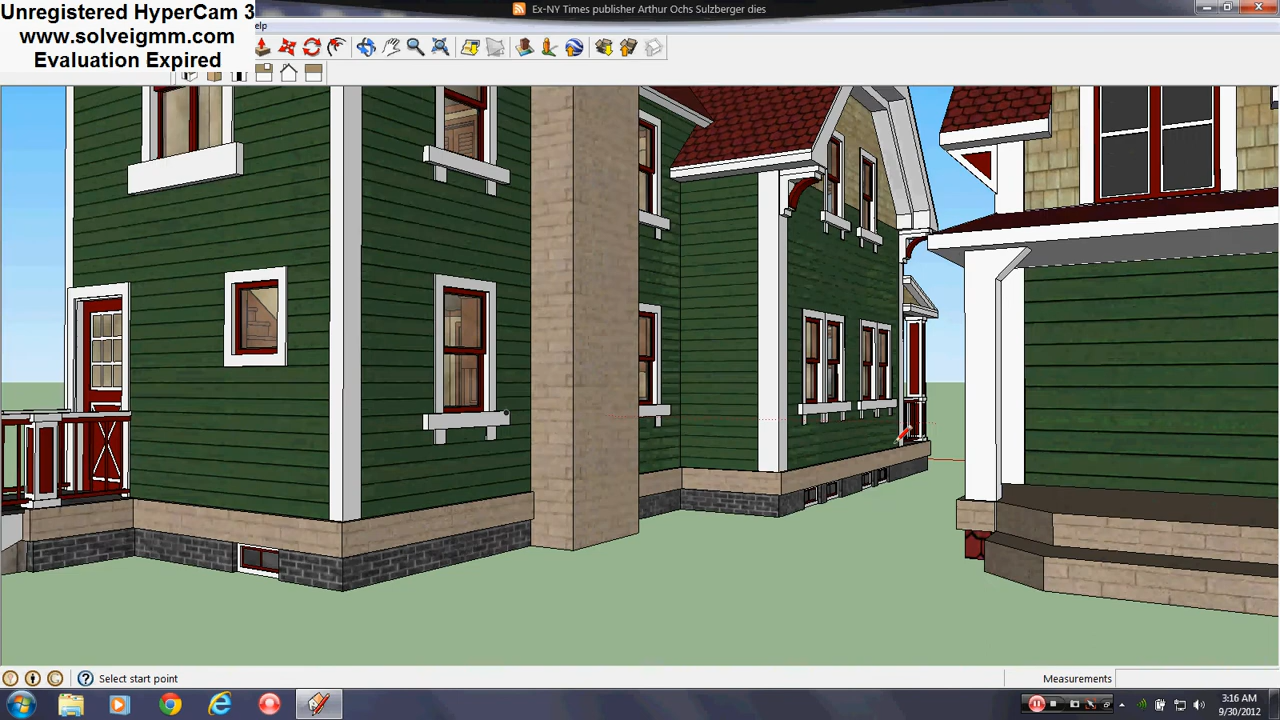 Unregistered HyperCam 3
www.solveigmm.com
Evaluation Expired
Ex-NY Times publisher Arthur Ochs Sulzberger dies
elp
Select start point
Measurements
3:16 AM
9/30/2012